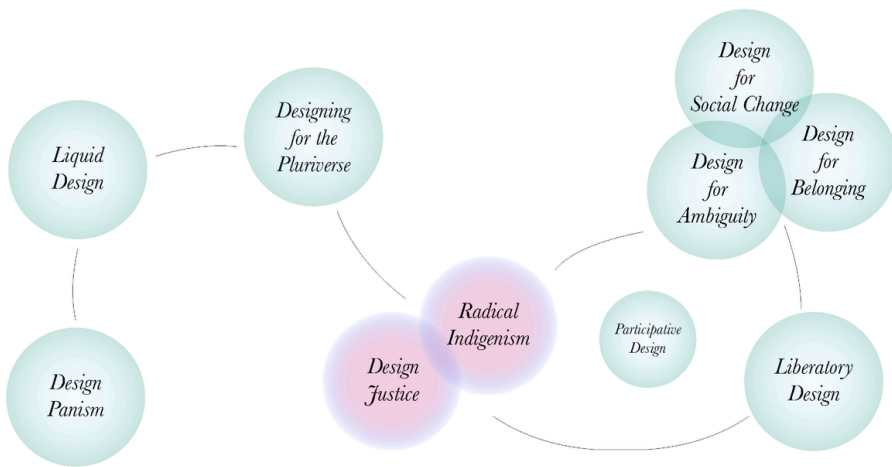 Liquid
Design
Designing
for the
Pluriverse
Design
for
Social Change
Design
for
Belonging
Design
for
Ambiguity
Radical
Indigenism
Design
Justice
Participative
Design
Liberatory
Design
Design
Panism